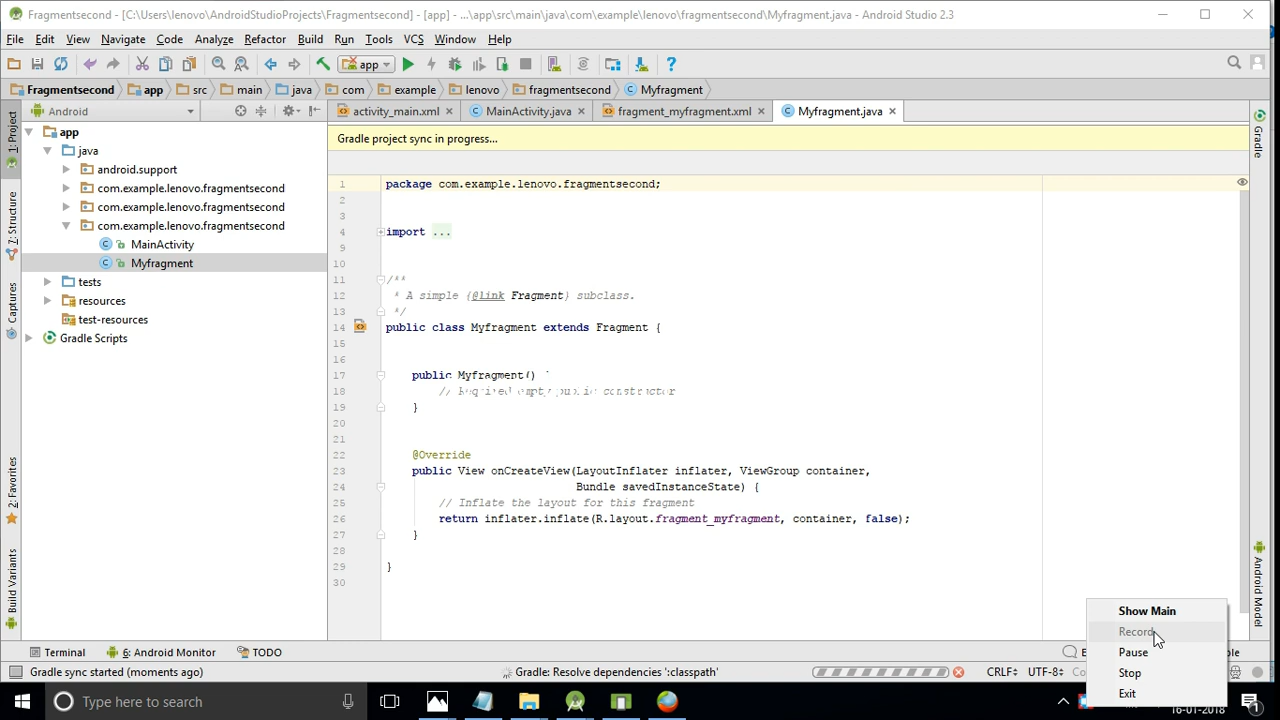 Fragmentsecond - [C:\Users\lenovo\AndroidStudioProjects\Fragmentsecond] - [app] - ...\app\src\main\java\com\example\lenovo\fragmentsecond\Myfragment.java - Android Studio 2.3
File Edit View Navigate Code Analyze Refactor Build Run Tools VCS Window Help
app
Fragmentsecond app src main java com example lenovo fragmentsecond Myfragment
Android activity_main.xml MainActivity.java fragment_myfragment.xml Myfragment.java
1: Project
7: Structure
Captures
2: Favorites
Build Variants
app
java
android.support
com.example.lenovo.fragmentsecond
com.example.lenovo.fragmentsecond
com.example.lenovo.fragmentsecond
MainActivity
Myfragment
tests
resources
test-resources
Gradle Scripts
Gradle project sync in progress...
1 package com.example.lenovo.fragmentsecond;
2
3
4 import ...
9
10
11 /**
12 * A simple {@link Fragment} subclass.
13 */
14 public class Myfragment extends Fragment {
15
16
17 public Myfragment()
18 // Required empty public constructor
19 }
20
21
22 @Override
23 public View onCreateView(LayoutInflater inflater, ViewGroup container,
24 Bundle savedInstanceState) {
25 // Inflate the layout for this fragment
26 return inflater.inflate(R.layout.fragment_myfragment, container, false);
27 }
28
29 }
30
Gradle
Android Model
Show Main
Record
Pause
Stop
Exit
Terminal 6: Android Monitor TODO
Gradle sync started (moments ago) Gradle: Resolve dependencies ':classpath' CRLF÷ UTF-8÷
Type here to search
16-01-2018
1